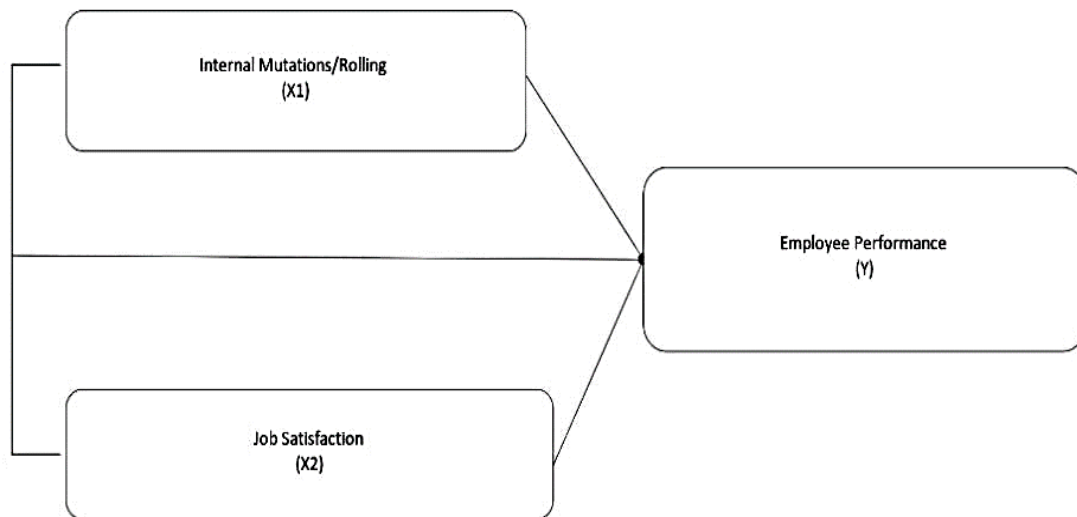 Internal Mutations/Rolling
(X1)
Employee Performance
(Y)
Job Satisfaction
(X2)